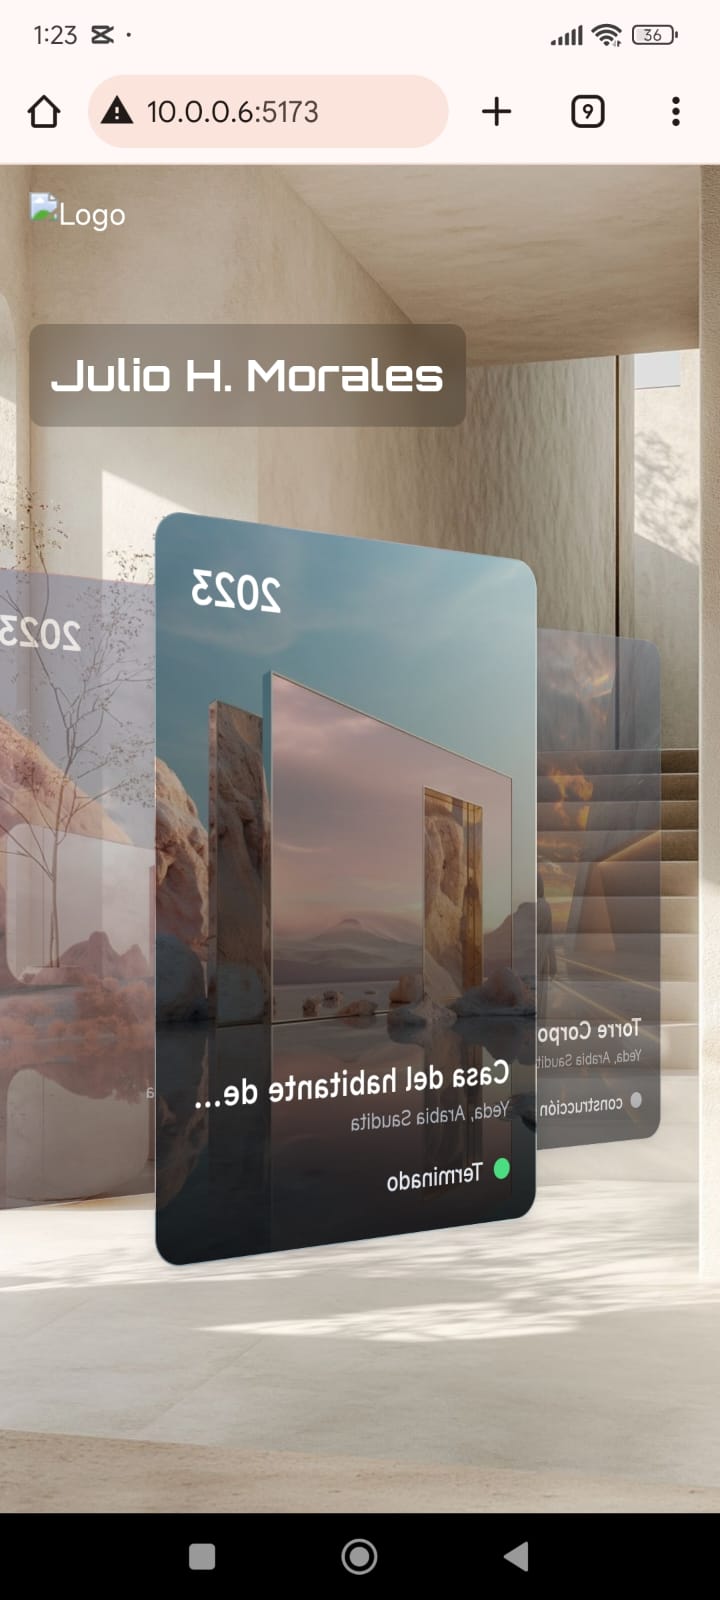 1:23
36
10.0.0.6:5173
9
Logo
Julio H. Morales
2023
2023
Torre Corpo
Yeda, Arabia Saudit
construcción
Casa del habitante de...
Yeda, Arabia Saudita
Terminado